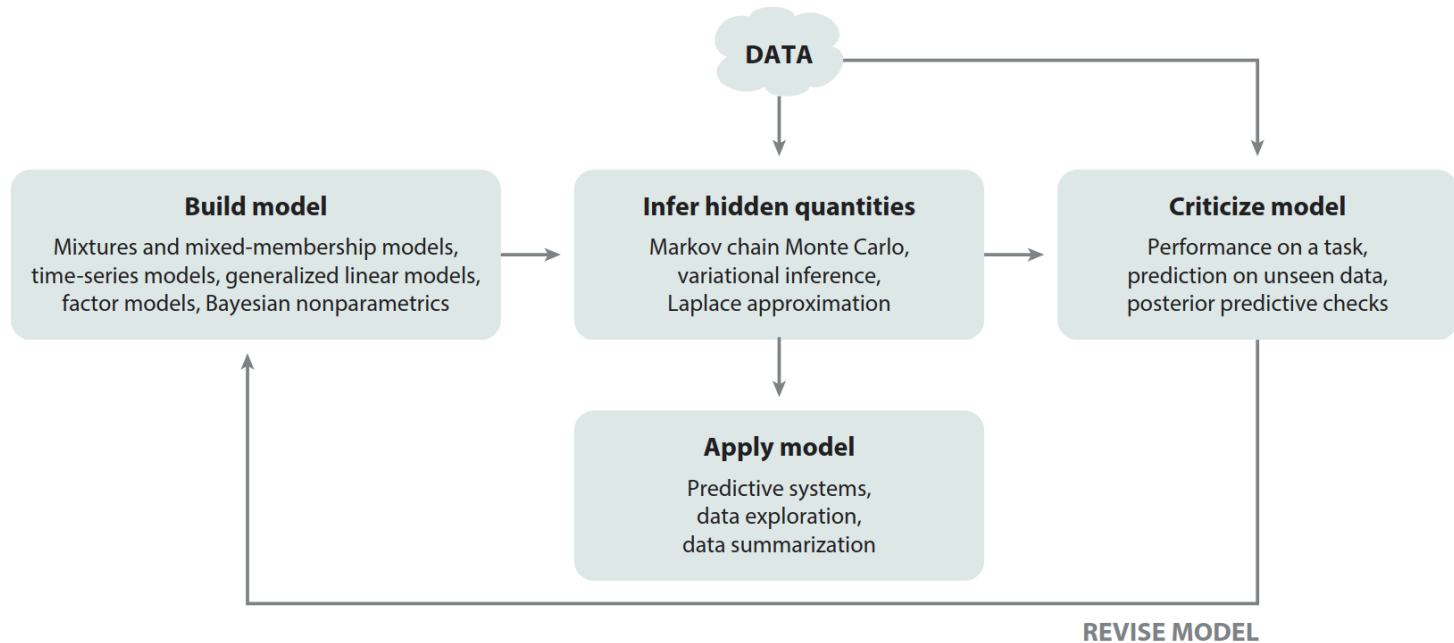 DATA
Build model
Mixtures and mixed-membership models,
time-series models, generalized linear models,
factor models, Bayesian nonparametrics
Infer hidden quantities
Markov chain Monte Carlo,
variational inference,
Laplace approximation
Criticize model
Performance on a task,
prediction on unseen data,
posterior predictive checks
Apply model
Predictive systems,
data exploration,
data summarization
REVISE MODEL